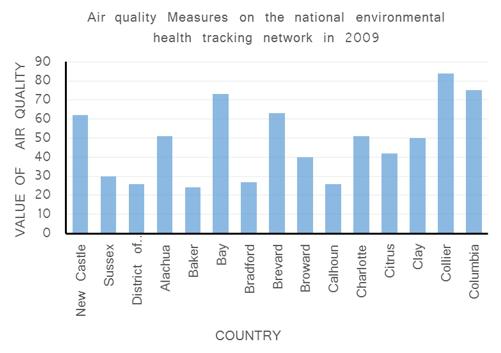 Air quality Measures on the national environmental
health tracking network in 2009
VALUE OF AIR QUALITY
90
80
70
60
50
40
30
20
10
0
New Castle
Sussex
District of..
Alachua
Baker
Bay
Bradford
Brevard
Broward
Calhoun
Charlotte
Citrus
Clay
Collier
Columbia
COUNTRY